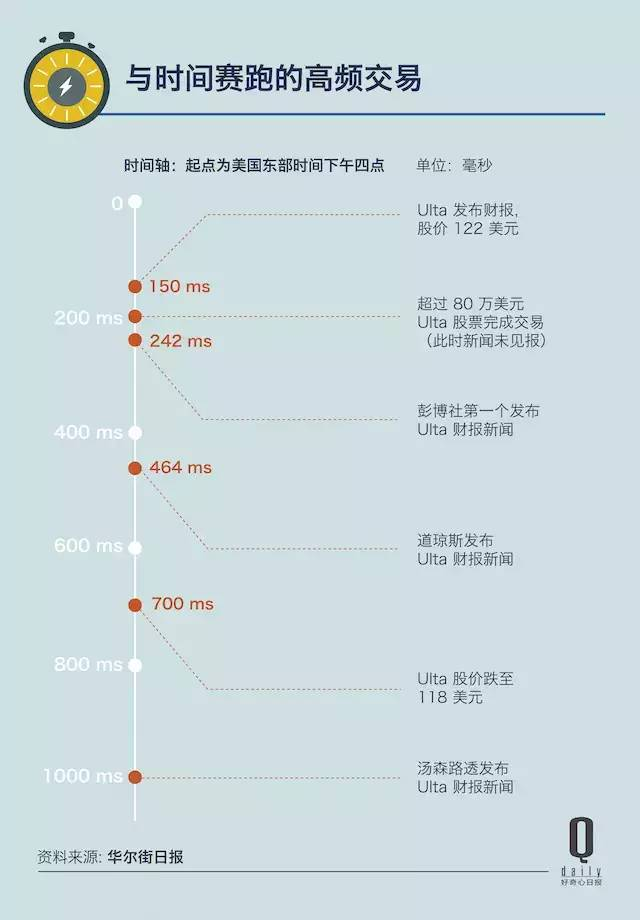 与时间赛跑的高频交易
时间轴：起点为美国东部时间下午四点 单位：毫秒
0
Ulta 发布财报，
股价 122 美元
150 ms
超过 80 万美元
200 ms
Ulta 股票完成交易
（此时新闻未见报）
242 ms
彭博社第一个发布
Ulta 财报新闻
400 ms
464 ms
道琼斯发布
Ulta 财报新闻
600 ms
700 ms
800 ms
Ulta 股价跌至
118 美元
汤森路透发布
1000 ms
Ulta 财报新闻
资料来源: 华尔街日报
Q
daily
好奇心日报